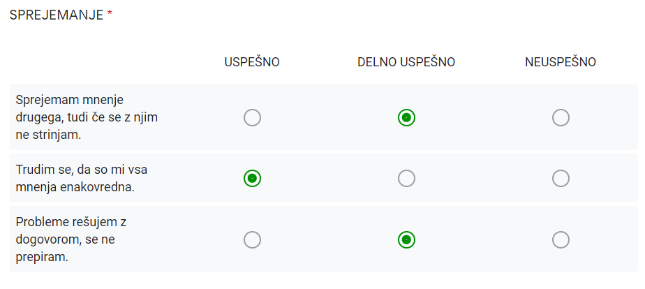 SPREJEMANJE *
USPEŠNO DELNO USPEŠNO NEUSPEŠNO
Sprejemam mnenje
drugega, tudi če se z njim
ne strinjam.
Trudim se, da so mi vsa
mnenja enakovredna.
Probleme rešujem z
dogovorom, se ne
prepiram.